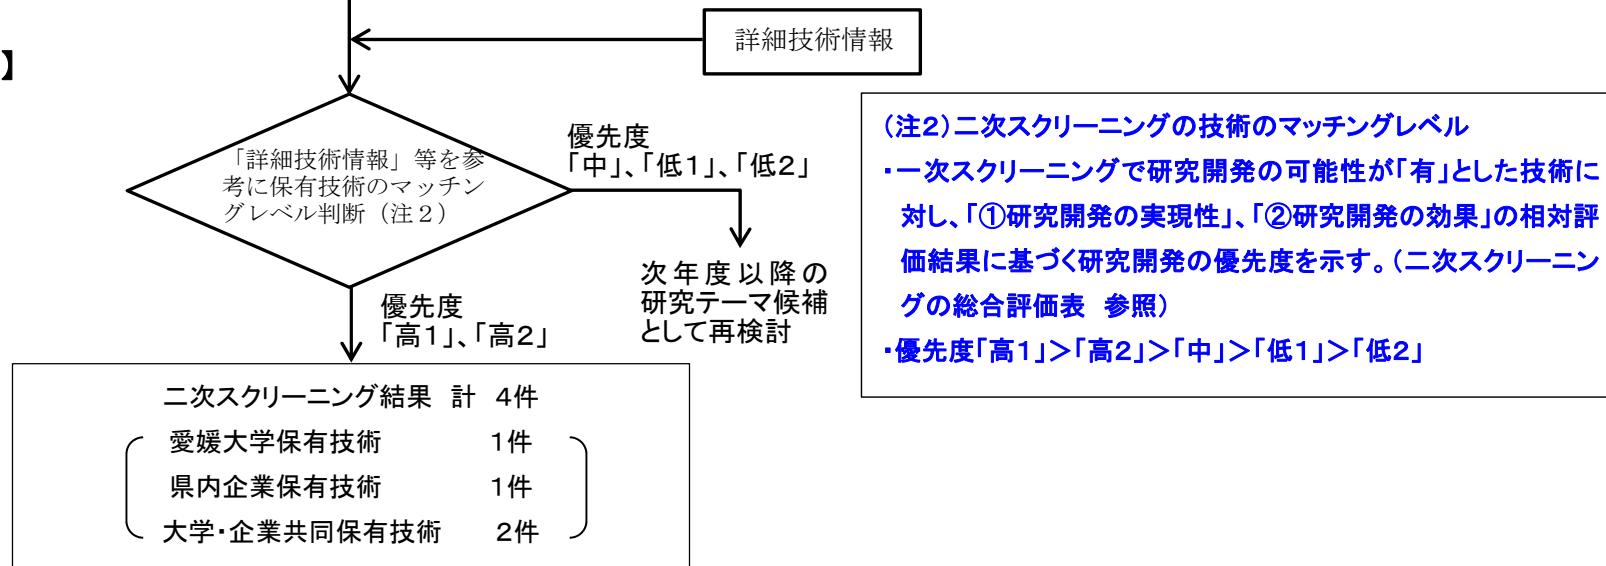 詳細技術情報
】
「詳細技術情報」等を参
考に保有技術のマッチン
グレベル判断（注２）
優先度
「中」、「低1」、「低2」
次年度以降の
研究テーマ候補
として再検討
優先度
「高1」、「高2」
二次スクリーニング結果　計　4件
愛媛大学保有技術　1件
県内企業保有技術　1件
大学・企業共同保有技術　2件
（注2）二次スクリーニングの技術のマッチングレベル
・一次スクリーニングで研究開発の可能性が「有」とした技術に
対し、「①研究開発の実現性」、「②研究開発の効果」の相対評
価結果に基づく研究開発の優先度を示す。（二次スクリーニン
グの総合評価表　参照）
・優先度「高1」＞「高2」＞「中」＞「低1」＞「低2」